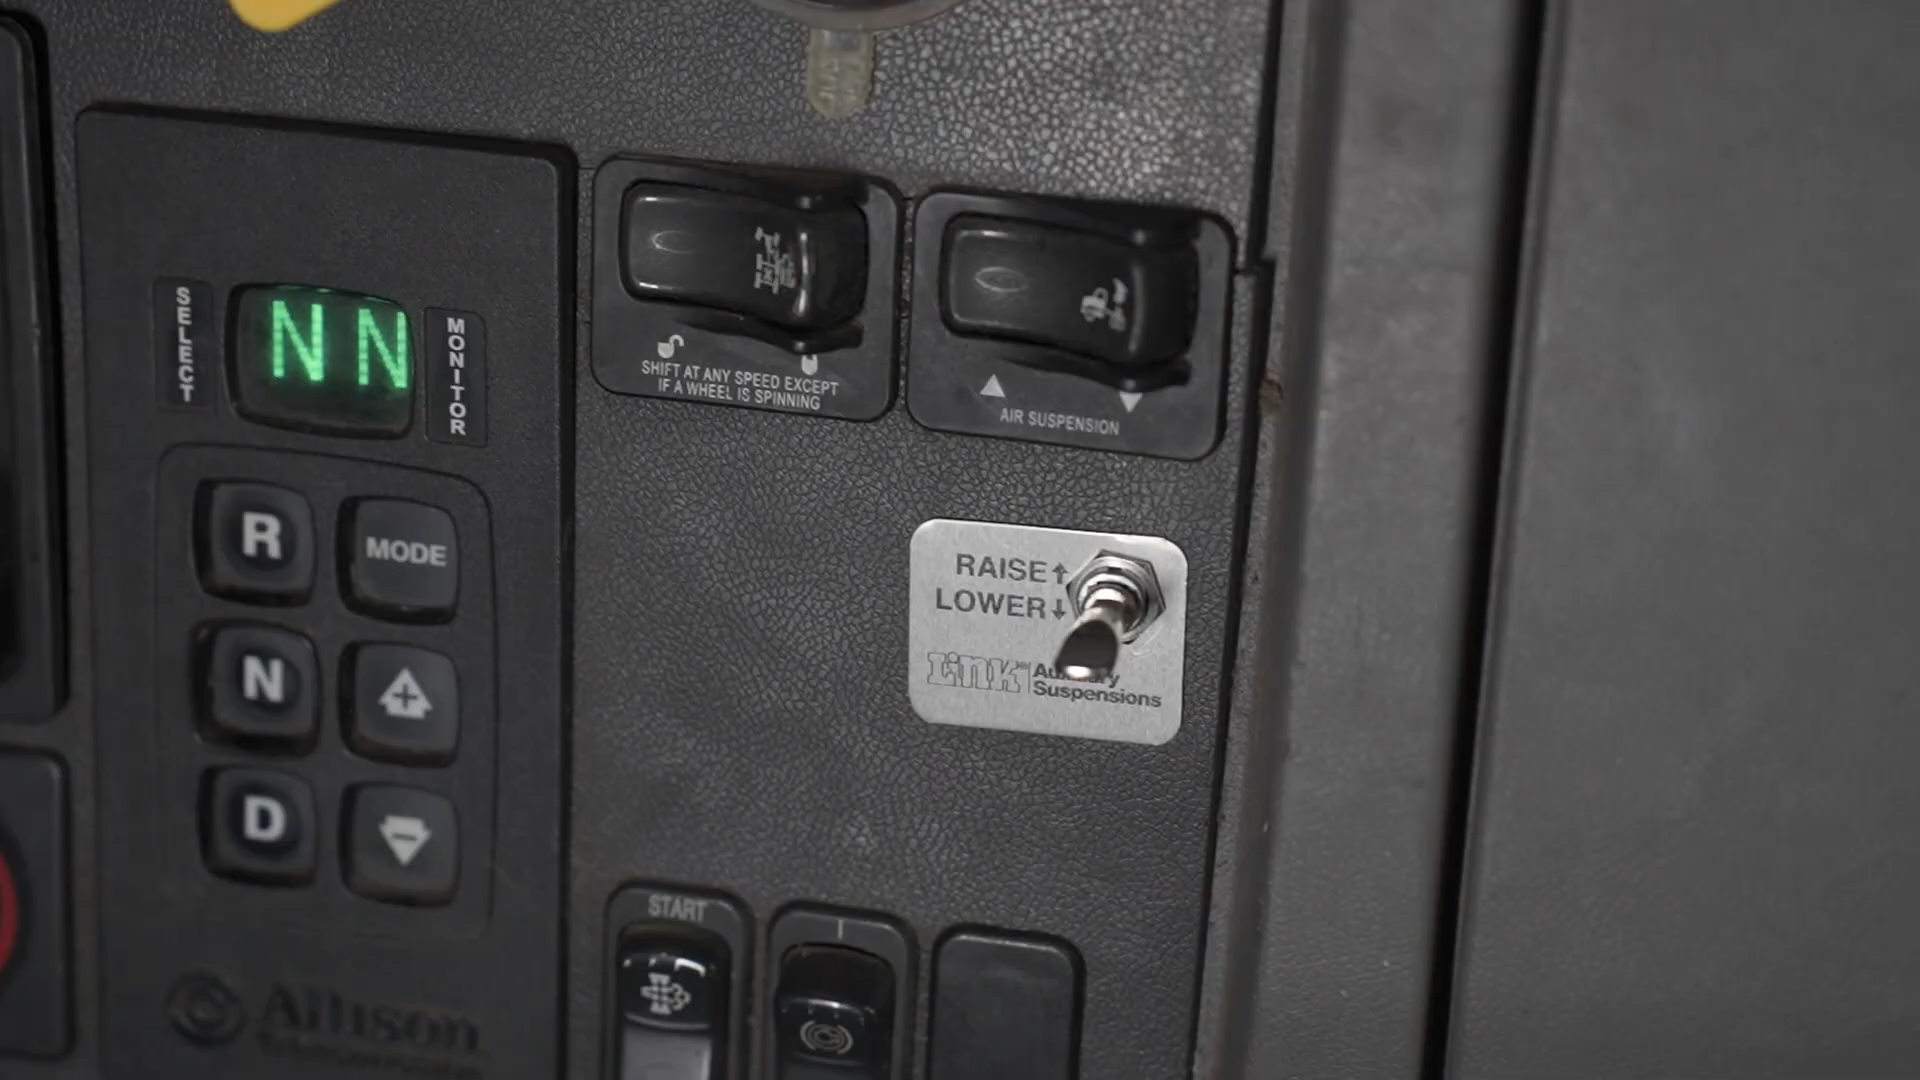 SELECT
N N
MONITOR
R
MODE
N
D
Allison
SHIFT AT ANY SPEED EXCEPT
IF A WHEEL IS SPINNING
AIR SUSPENSION
RAISE↑
LOWER↓
Link
Suspensions
START